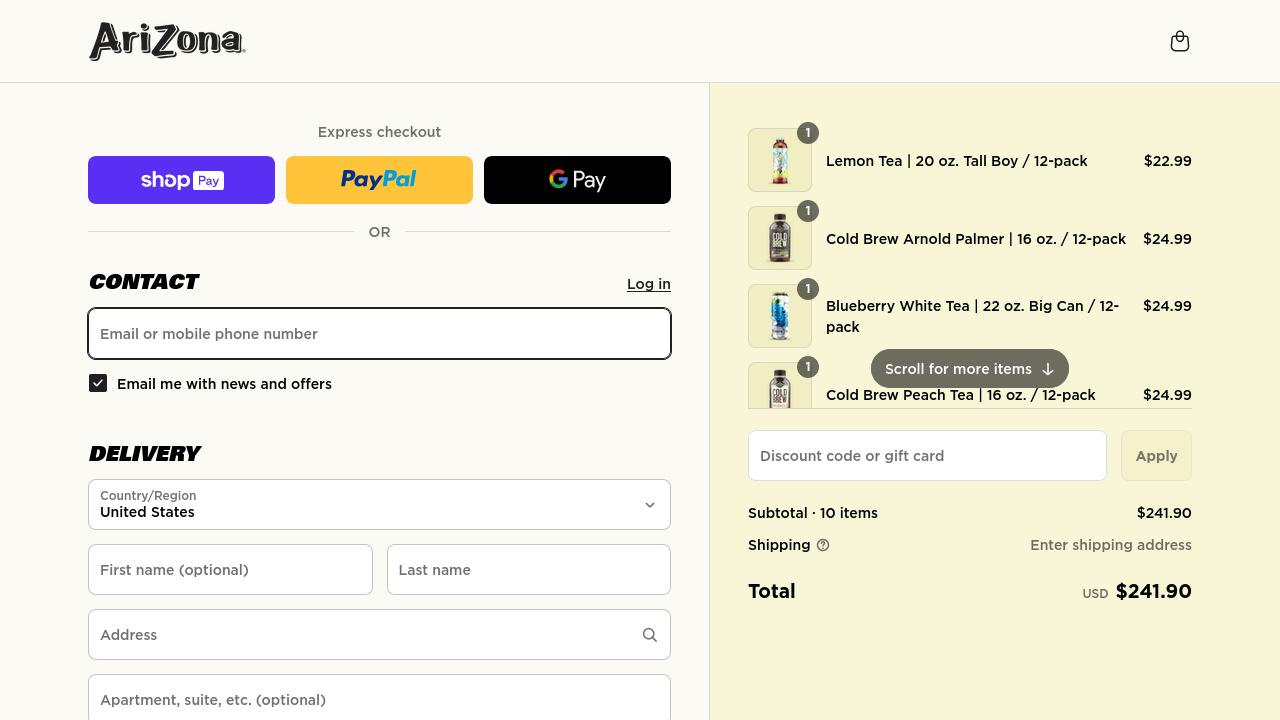 AriZona
Express checkout
shop Pay
PayPal
G Pay
OR
CONTACT
Log in
Email or mobile phone number
Email me with news and offers
DELIVERY
Country/Region
United States
First name (optional)
Last name
Address
Apartment, suite, etc. (optional)
1
Lemon Tea | 20 oz. Tall Boy / 12-pack
$22.99
1
COLD
BREW
Cold Brew Arnold Palmer | 16 oz. / 12-pack
$24.99
1
Blueberry White Tea | 22 oz. Big Can / 12-
pack
$24.99
1
COLD
BREW
Cold Brew Peach Tea | 16 oz. / 12-pack
$24.99
Scroll for more items
Discount code or gift card
Apply
Subtotal · 10 items
$241.90
Shipping
Enter shipping address
Total
USD $241.90